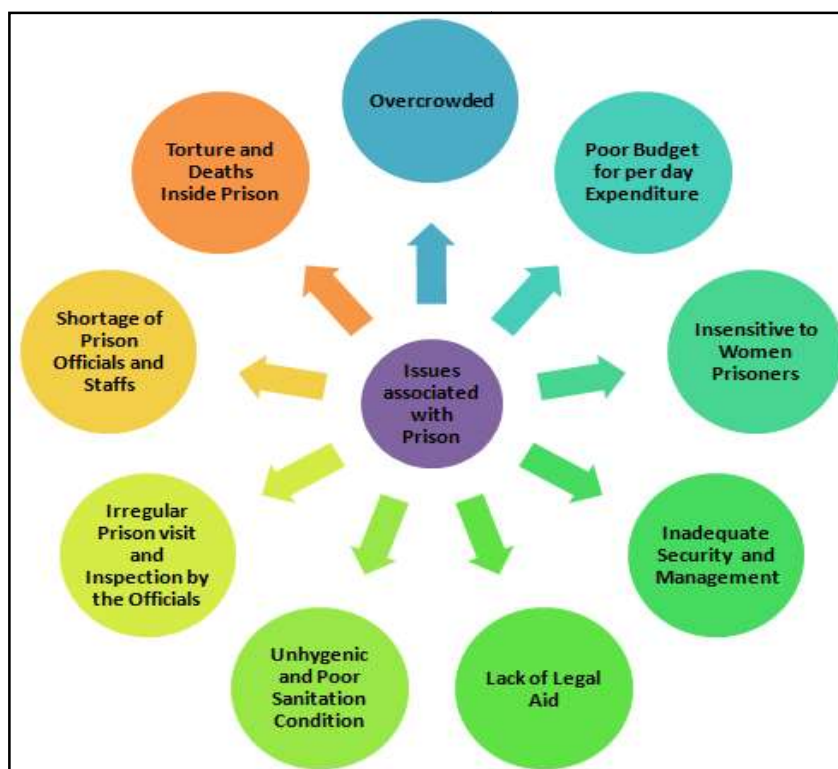 Overcrowded
Poor Budget
for per day
Expenditure
Insensitive to
Women
Prisoners
Inadequate
Security and
Management
Lack of Legal
Aid
Unhygenic
and Poor
Sanitation
Condition
Irregular
Prison visit
and
Inspection by
the Officials
Shortage of
Prison
Officials and
Staffs
Torture and
Deaths
Inside Prison
Issues
associated
with
Prison